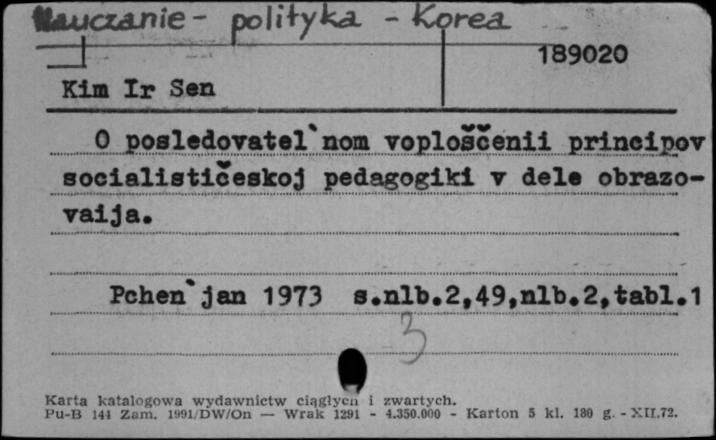 Nauczanie - polityka - Korea
189020
Kim Ir Sen
O posledovatel`nom voploščenii principov
socialističeskoj pedagogiki v dele obrazo-
vaija.
Pchen`jan 1973 s.nlb.2,49,nlb.2,tabl.1
3
Karta katalogowa wydawnictw ciągłych i zwartych.
Pu-B 144 Zam. 1991/DW/On — Wrak 1291 - 4.350.000 - Karton 5 kl. 180 g. - XII.72.